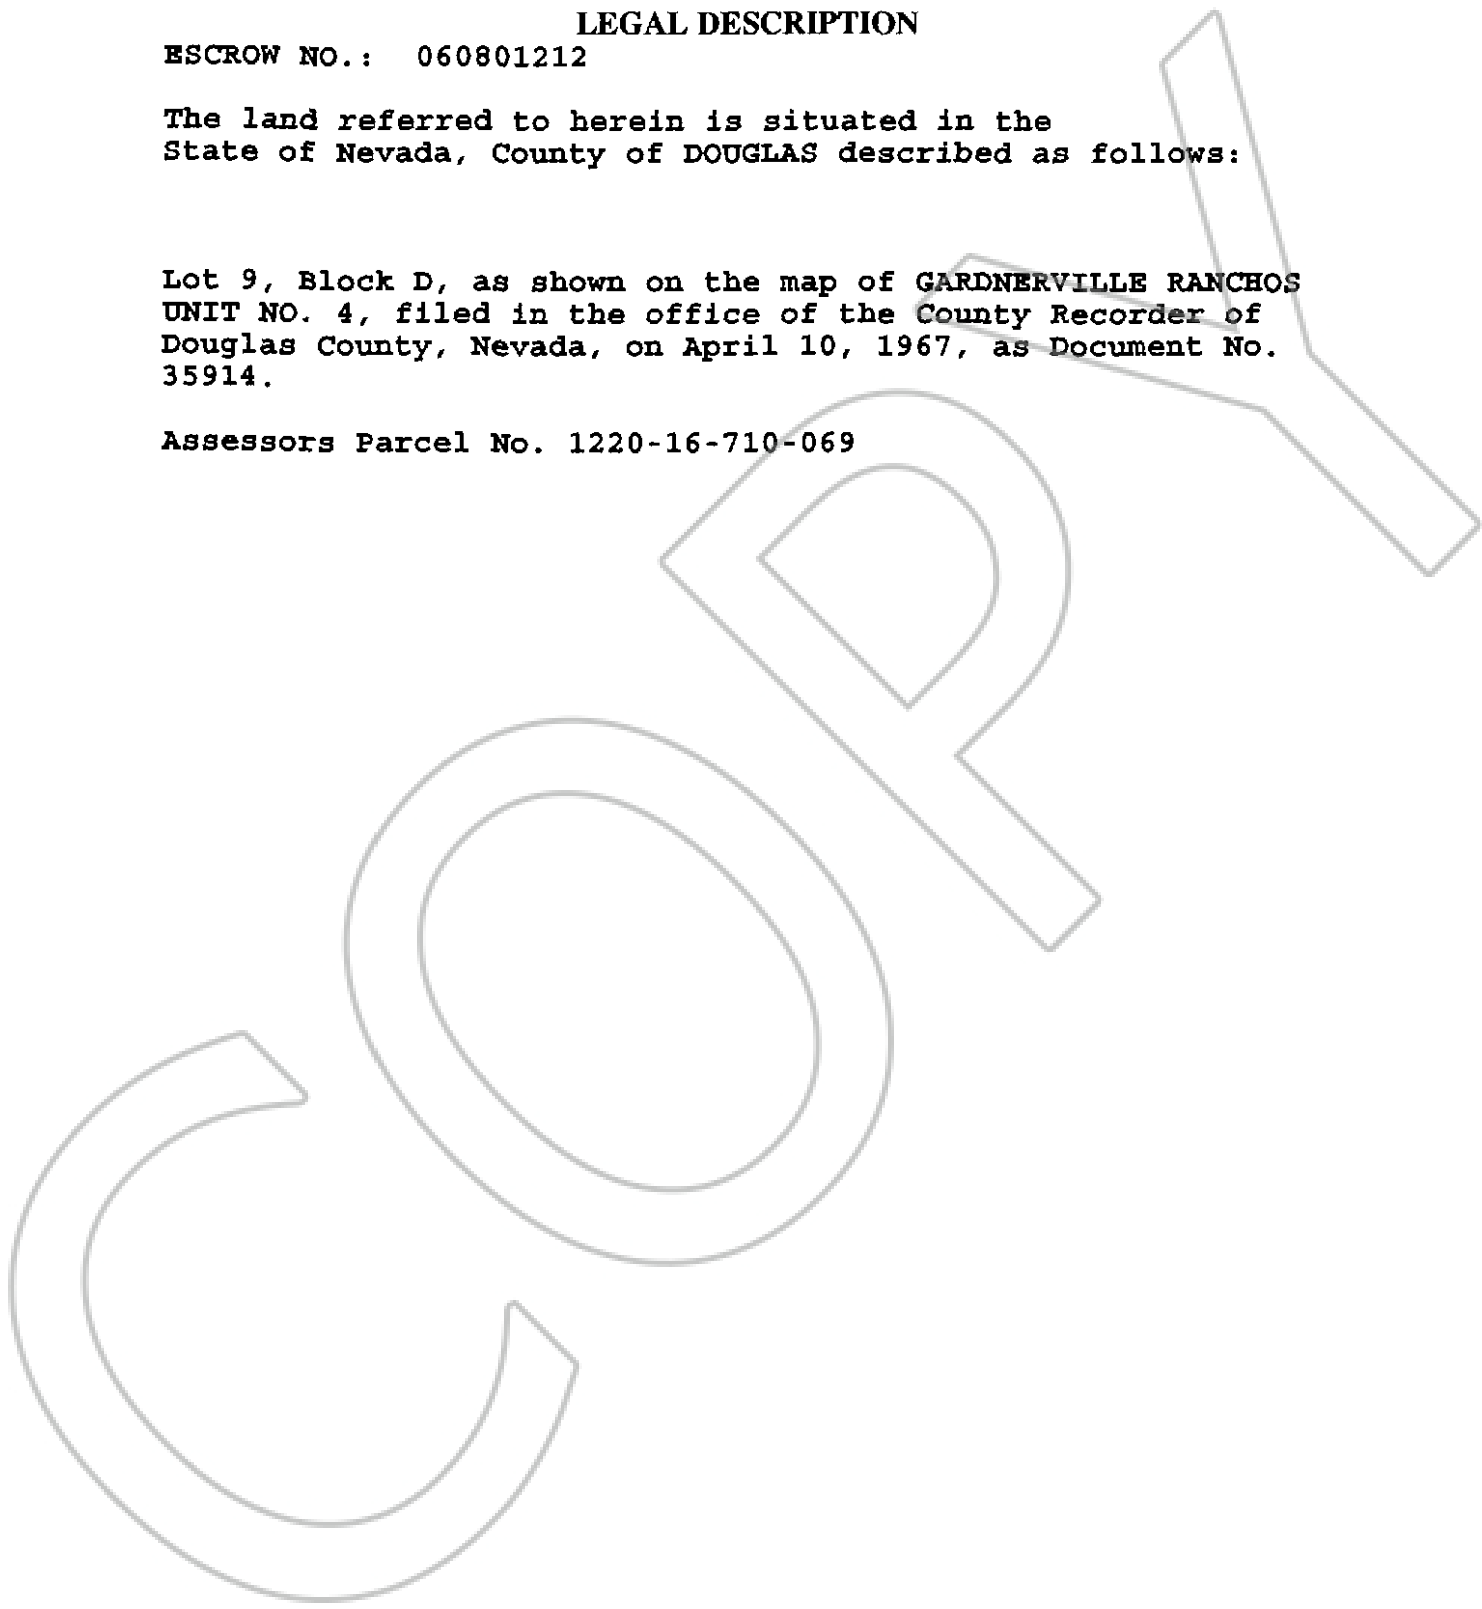 LEGAL DESCRIPTION
ESCROW NO.: 060801212
The land referred to herein is situated in the
State of Nevada, County of DOUGLAS described as follows:
Lot 9, Block D, as shown on the map of GARDNERVILLE RANCHOS
UNIT NO. 4, filed in the office of the County Recorder of
Douglas County, Nevada, on April 10, 1967, as Document No.
35914.
Assessors Parcel No. 1220-16-710-069
COPY